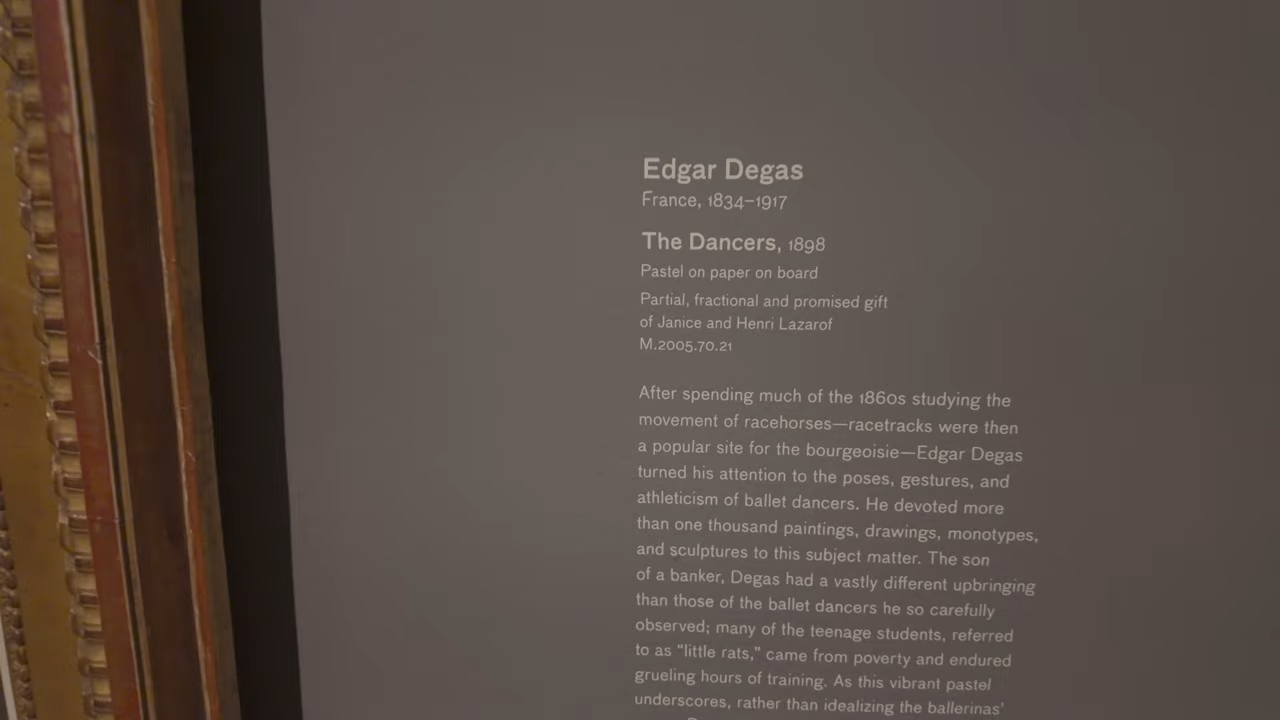 Edgar Degas
France, 1834–1917
The Dancers, 1898
Pastel on paper on board
Partial, fractional and promised gift
of Janice and Henri Lazarof
M.2005.70.21
After spending much of the 1860s studying the
movement of racehorses—racetracks were then
a popular site for the bourgeoisie—Edgar Degas
turned his attention to the poses, gestures, and
athleticism of ballet dancers. He devoted more
than one thousand paintings, drawings, monotypes,
and sculptures to this subject matter. The son
of a banker, Degas had a vastly different upbringing
than those of the ballet dancers he so carefully
observed; many of the teenage students, referred
to as "little rats," came from poverty and endured
grueling hours of training. As this vibrant pastel
underscores, rather than idealizing the ballerinas'